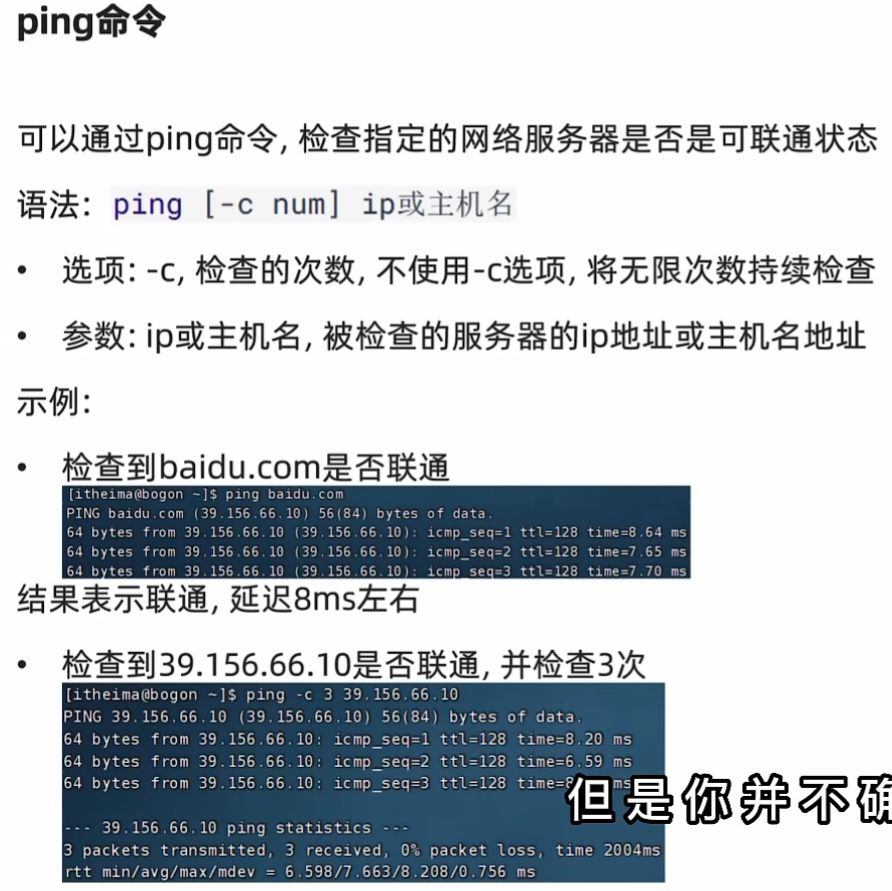 ping命令
可以通过ping命令, 检查指定的网络服务器是否是可联通状态
语法: ping [-c num] ip或主机名
• 选项: -c, 检查的次数, 不使用-c选项, 将无限次数持续检查
• 参数: ip或主机名, 被检查的服务器的ip地址或主机名地址
示例:
• 检查到baidu.com是否联通
[itheima@bogon ~]$ ping baidu.com
PING baidu.com (39.156.66.10) 56(84) bytes of data.
64 bytes from 39.156.66.10 (39.156.66.10): icmp_seq=1 ttl=128 time=8.64 ms
64 bytes from 39.156.66.10 (39.156.66.10): icmp_seq=2 ttl=128 time=7.65 ms
64 bytes from 39.156.66.10 (39.156.66.10): icmp_seq=3 ttl=128 time=7.70 ms
结果表示联通, 延迟8ms左右
• 检查到39.156.66.10是否联通, 并检查3次
[itheima@bogon ~]$ ping -c 3 39.156.66.10
PING 39.156.66.10 (39.156.66.10) 56(84) bytes of data.
64 bytes from 39.156.66.10: icmp_seq=1 ttl=128 time=8.20 ms
64 bytes from 39.156.66.10: icmp_seq=2 ttl=128 time=6.59 ms
64 bytes from 39.156.66.10: icmp_seq=3 ttl=128 ms
但是你并不确
--- 39.156.66.10 ping statistics ---
3 packets transmitted, 3 received, 0% packet loss, time 2004ms
rtt min/avg/max/mdev = 6.598/7.663/8.208/0.756 ms